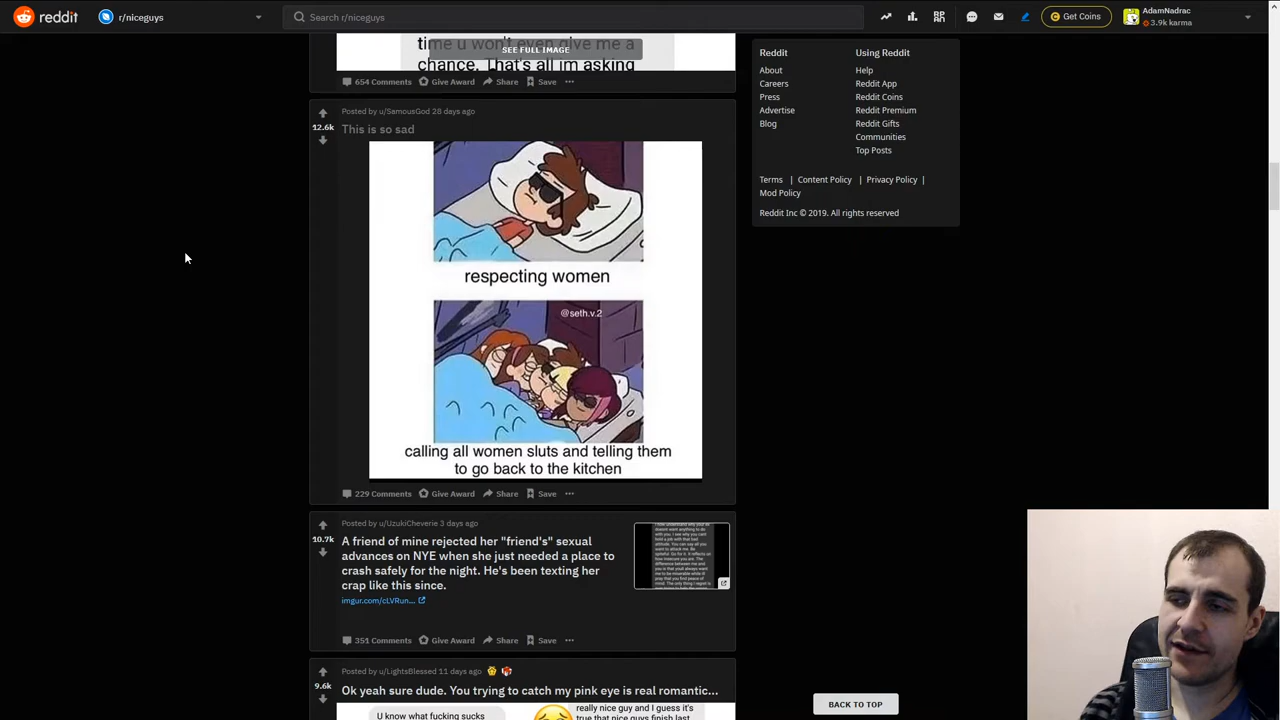 reddit
r/niceguys
Search r/niceguys
Get Coins
AdamNadrac
3.9k karma
time u won't even give me a
SEE FULL IMAGE
chance. That's all im asking
654 Comments Give Award Share Save
Posted by u/SamousGod 28 days ago
12.6k
This is so sad
respecting women
@seth.v.2
calling all women sluts and telling them
to go back to the kitchen
229 Comments Give Award Share Save
Posted by u/UzukiCheverie 3 days ago
10.7k
A friend of mine rejected her "friend's" sexual
advances on NYE when she just needed a place to
crash safely for the night. He's been texting her
crap like this since.
imgur.com/cLVRun...
351 Comments Give Award Share Save
Posted by u/LightsBlessed 11 days ago
9.6k
Ok yeah sure dude. You trying to catch my pink eye is real romantic...
U know what fucking sucks
really nice guy and I guess it's
true that nice guys finish last
Reddit
Using Reddit
About
Help
Careers
Reddit App
Press
Reddit Coins
Advertise
Reddit Premium
Blog
Reddit Gifts
Communities
Top Posts
Terms | Content Policy | Privacy Policy |
Mod Policy
Reddit Inc © 2019. All rights reserved
BACK TO TOP